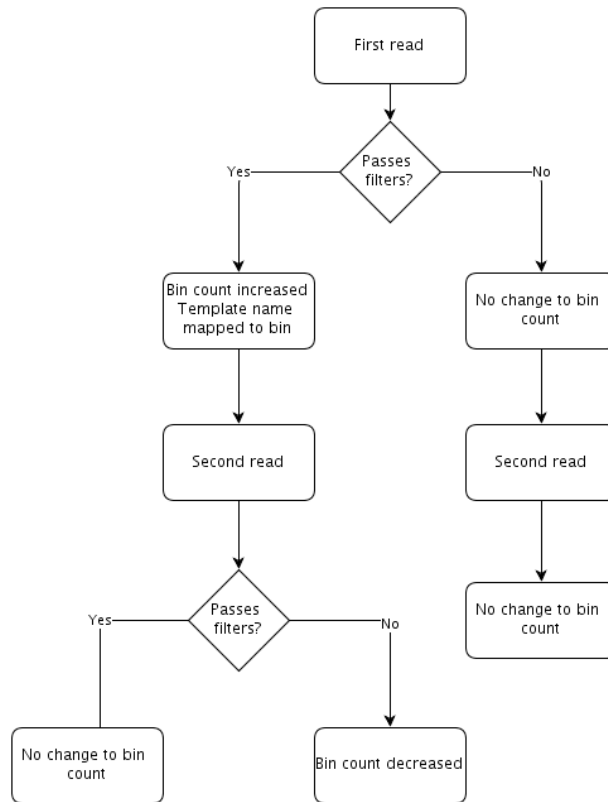 First read
Passes
filters?
Yes
No
Bin count increased
Template name
mapped to bin
No change to bin
count
Second read
Second read
Passes
filters?
No change to bin
count
Yes
No
No change to bin
count
Bin count decreased